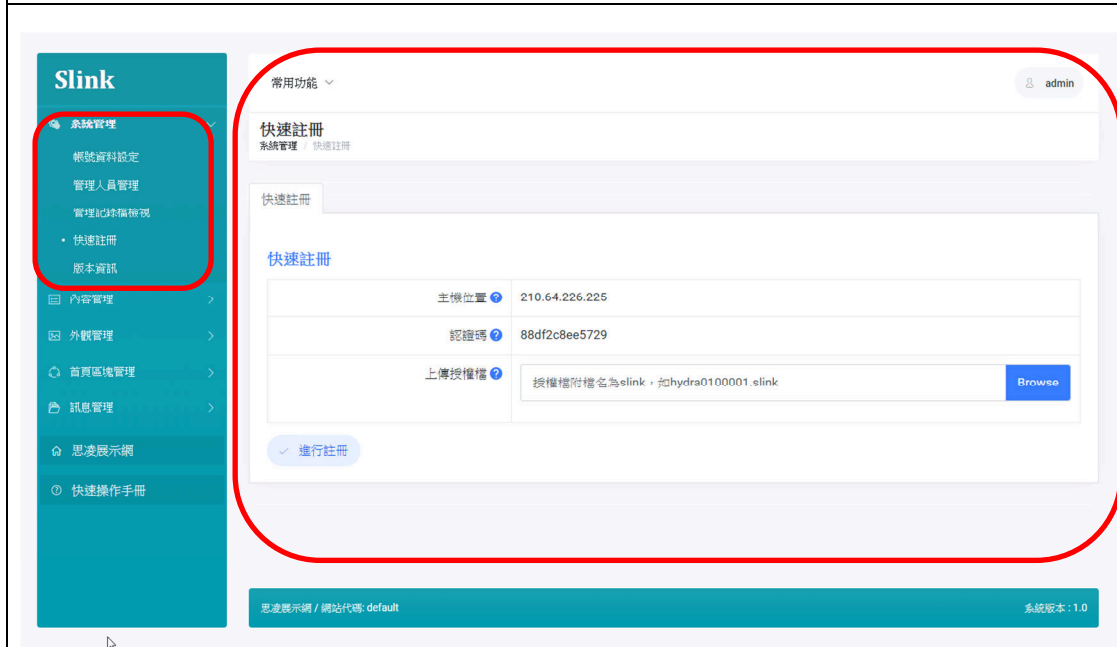 Slink
系統管理
帳號資料設定
管理人員管理
管理記錄檔檢視
快速註冊
版本資訊
內容管理
外觀管理
首頁區塊管理
訊息管理
思凌展示網
快速操作手冊
常用功能
admin
快速註冊
系統管理 / 快速註冊
快速註冊
快速註冊
主機位置 210.64.226.225
認證碼 88df2c8ee5729
上傳授權檔 授權檔附檔名為slink，如hydra0100001.slink Browse
進行註冊
思凌展示網 / 網站代碼: default 系統版本 : 1.0